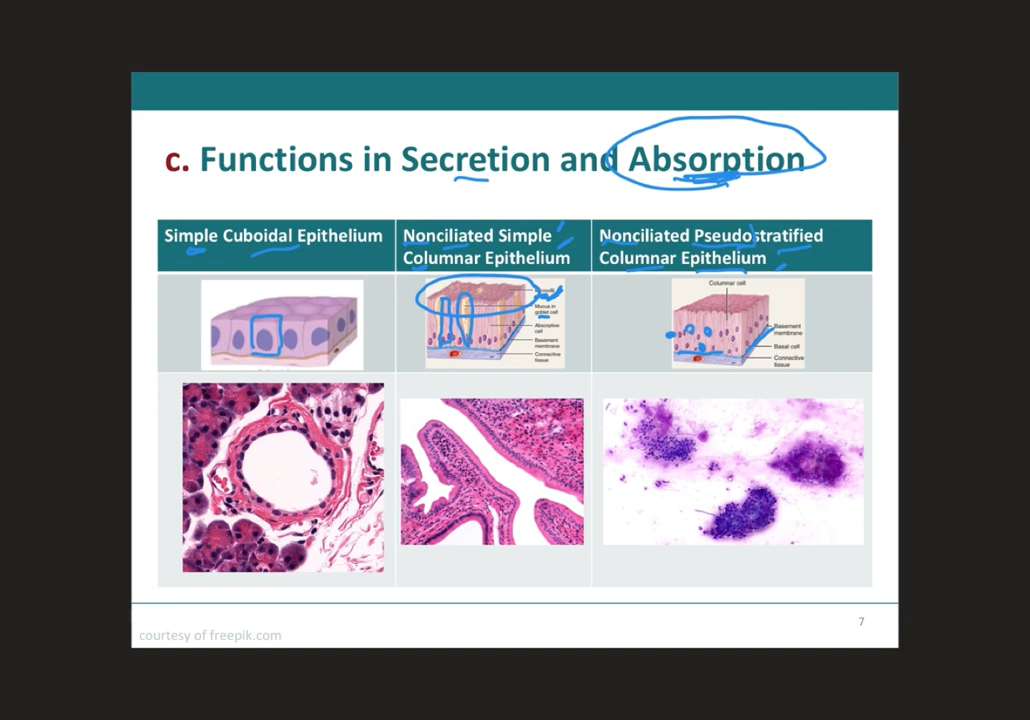 c. Functions in Secretion and Absorption
Simple Cuboidal Epithelium
Nonciliated Simple
Columnar Epithelium
Nonciliated Pseudostratified
Columnar Epithelium
Mucus in
goblet cell
Absorptive
cell
Basement
membrane
Connective
tissue
Columnar cell
Basement
membrane
Basal cell
Connective
tissue
courtesy of freepik.com
7